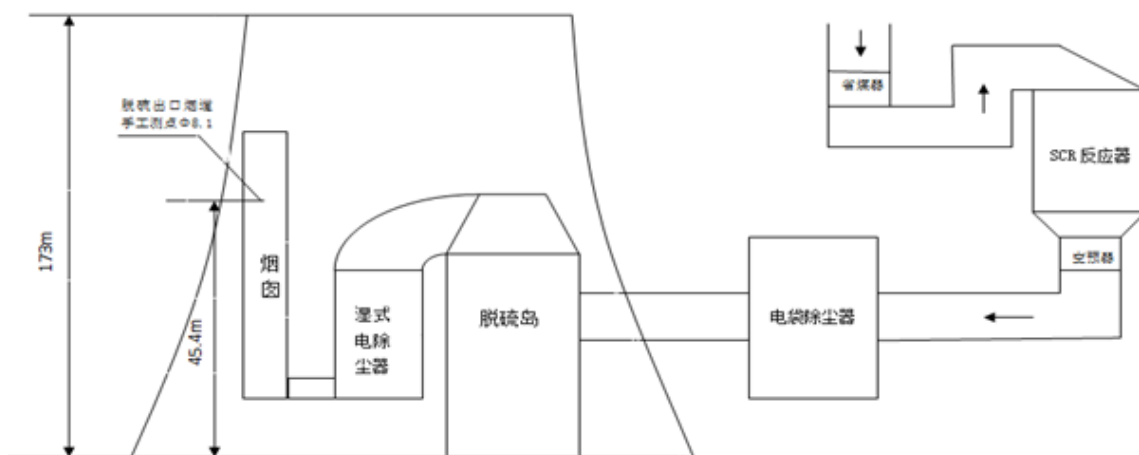 脱硫出口烟道
手工测点Φ8.1
173m
45.4m
烟囱
湿式
电除
尘器
脱硫岛
电袋除尘器
省煤器
SCR反应器
空预器